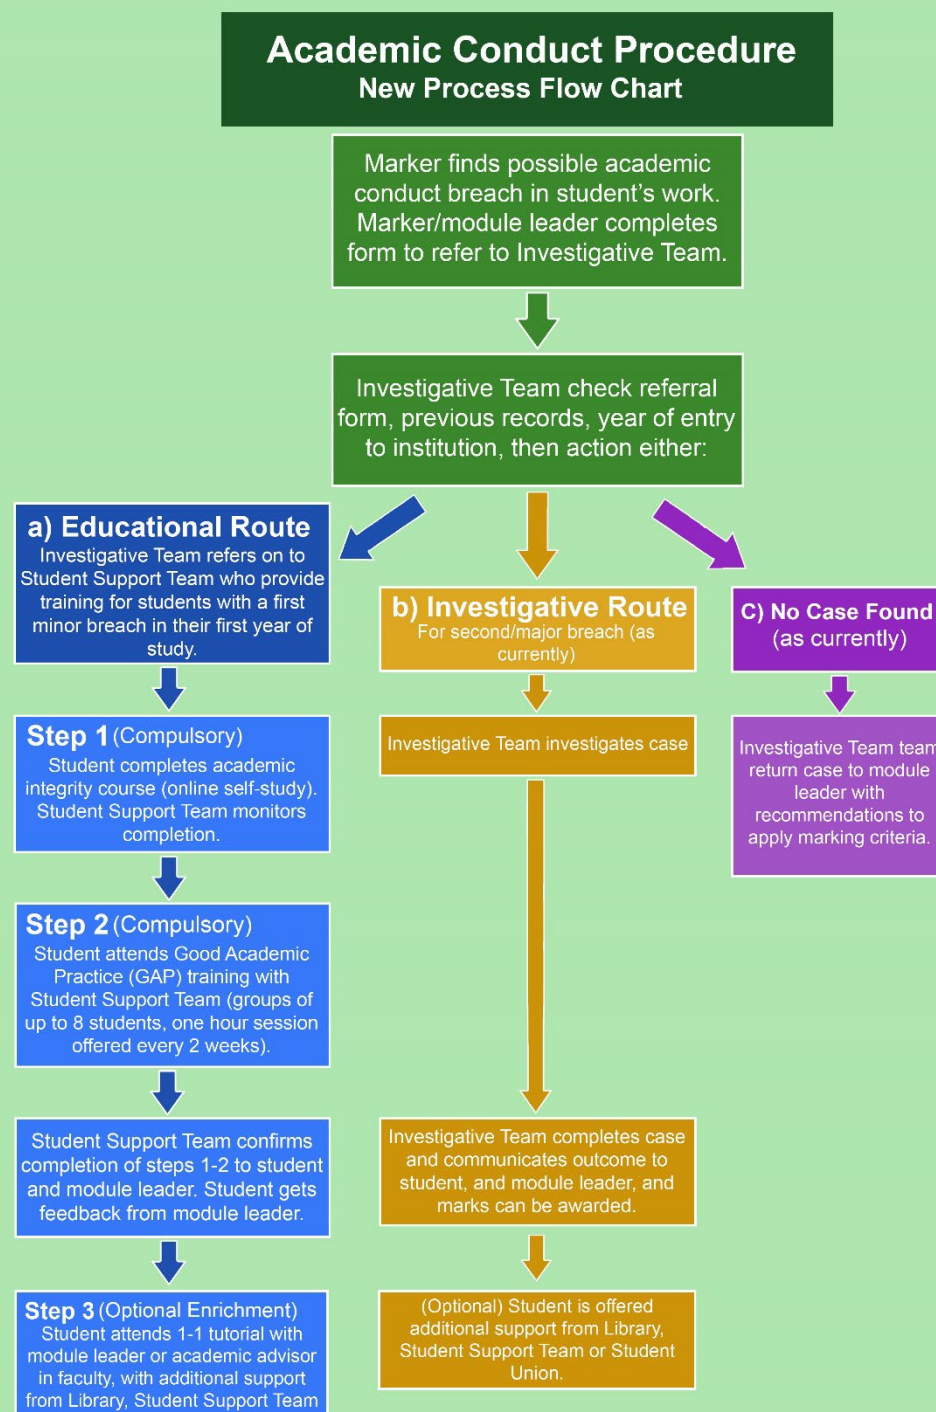 Academic Conduct Procedure
New Process Flow Chart
Marker finds possible academic
conduct breach in student's work.
Marker/module leader completes
form to refer to Investigative Team.
Investigative Team check referral
form, previous records, year of entry
to institution, then action either:
a) Educational Route
Investigative Team refers on to
Student Support Team who provide
training for students with a first
minor breach in their first year of
study.
Step 1 (Compulsory)
Student completes academic
integrity course (online self-study).
Student Support Team monitors
completion.
Step 2 (Compulsory)
Student attends Good Academic
Practice (GAP) training with
Student Support Team (groups of
up to 8 students, one hour session
offered every 2 weeks).
Student Support Team confirms
completion of steps 1-2 to student
and module leader. Student gets
feedback from module leader.
Step 3 (Optional Enrichment)
Student attends 1-1 tutorial with
module leader or academic advisor
in faculty, with additional support
from Library, Student Support Team
b) Investigative Route
For second/major breach (as
currently)
Investigative Team investigates case
Investigative Team completes case
and communicates outcome to
student, and module leader, and
marks can be awarded.
(Optional) Student is offered
additional support from Library,
Student Support Team or Student
Union.
C) No Case Found
(as currently)
Investigative Team team
return case to module
leader with
recommendations to
apply marking criteria.